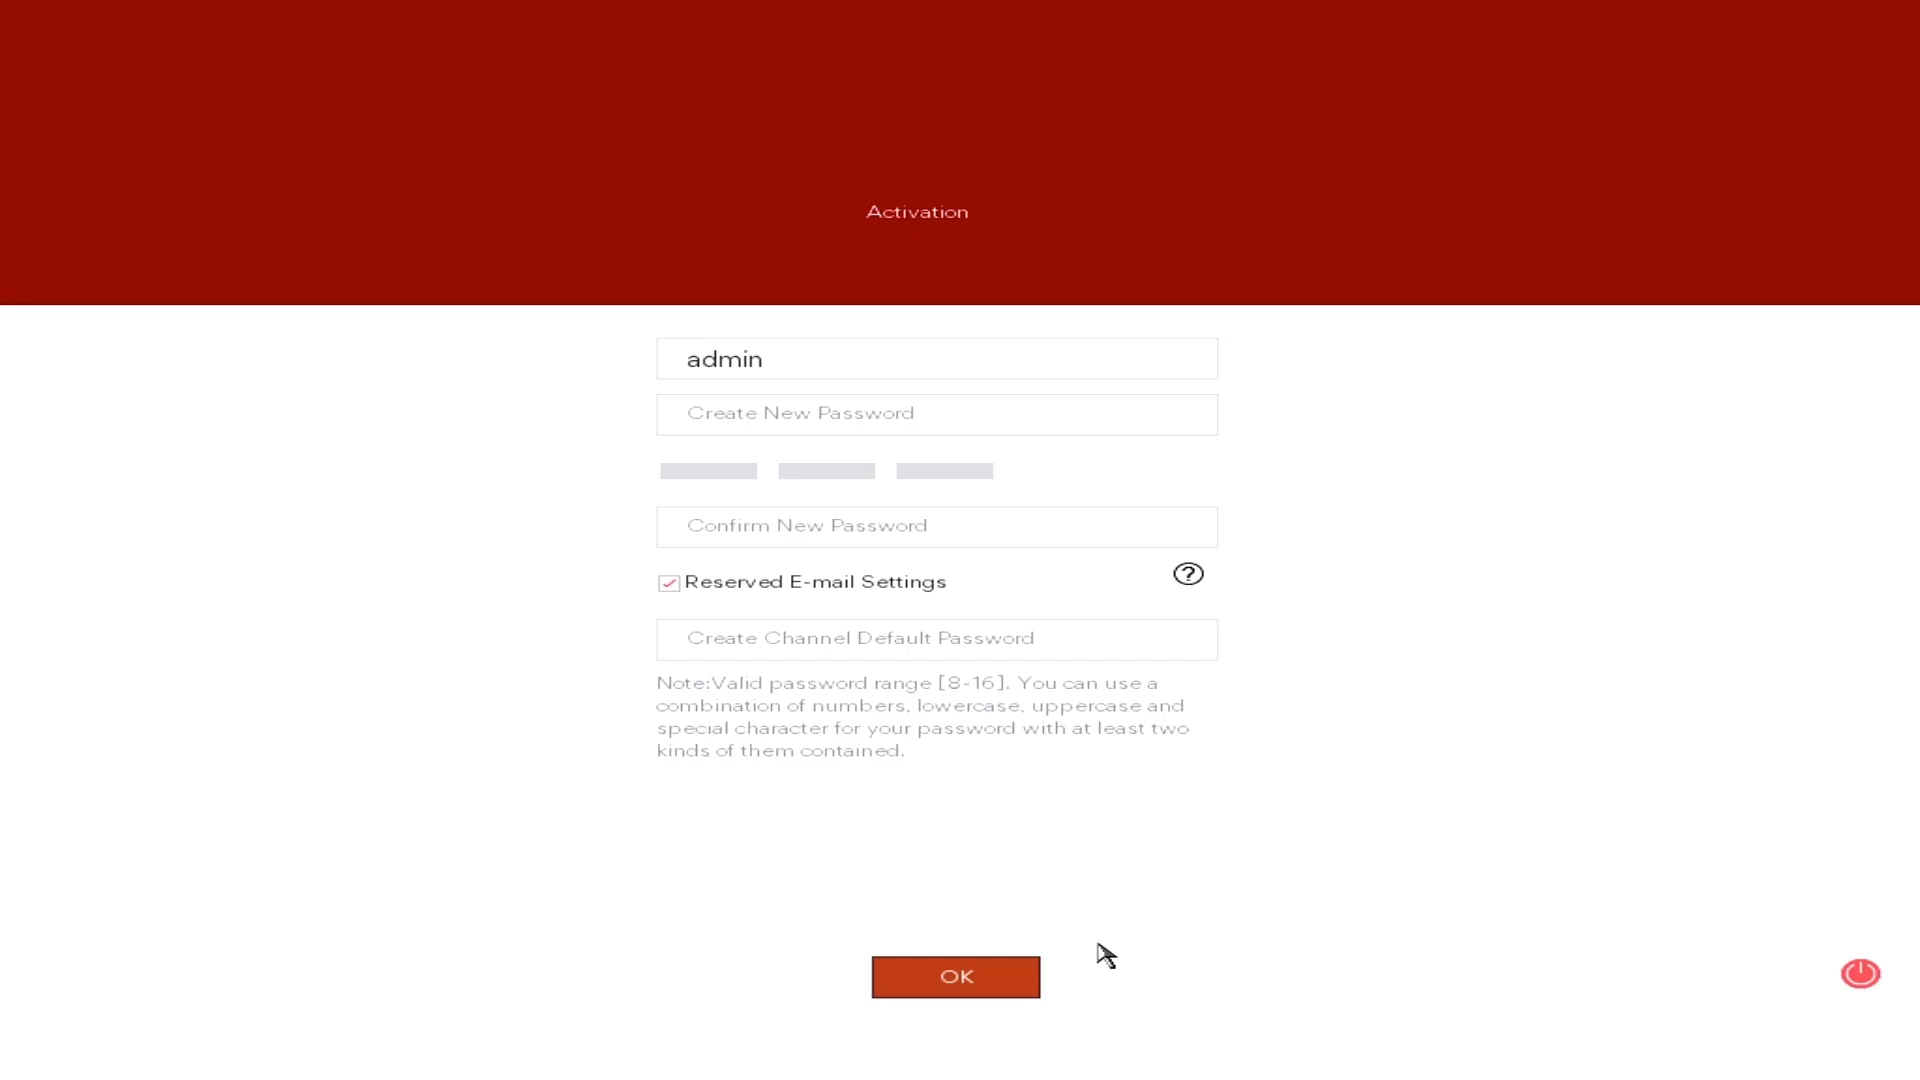 Activation
admin
Create New Password
Confirm New Password
Reserved E-mail Settings
?
Create Channel Default Password
Note:Valid password range [8-16]. You can use a
combination of numbers, lowercase, uppercase and
special character for your password with at least two
kinds of them contained.
OK